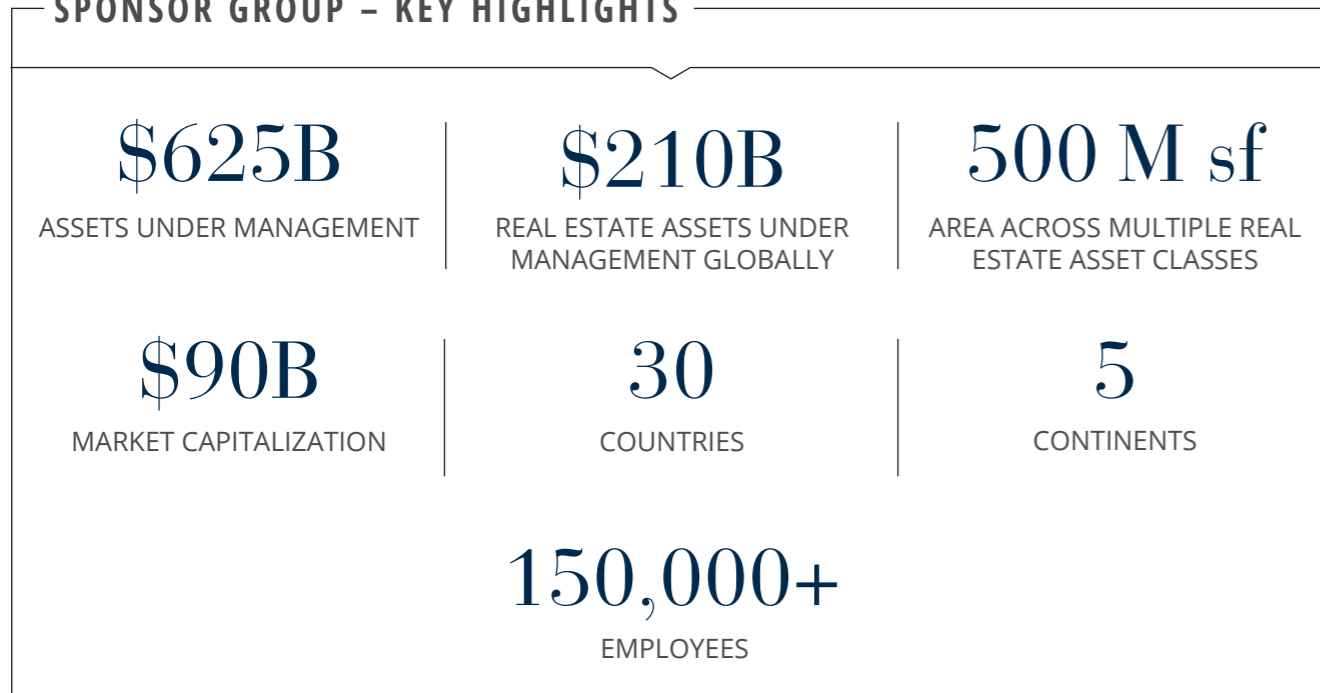 SPONSOR GROUP – KEY HIGHLIGHTS
$625B
ASSETS UNDER MANAGEMENT
$210B
REAL ESTATE ASSETS UNDER
MANAGEMENT GLOBALLY
500 M sf
AREA ACROSS MULTIPLE REAL
ESTATE ASSET CLASSES
$90B
MARKET CAPITALIZATION
30
COUNTRIES
5
CONTINENTS
150,000+
EMPLOYEES